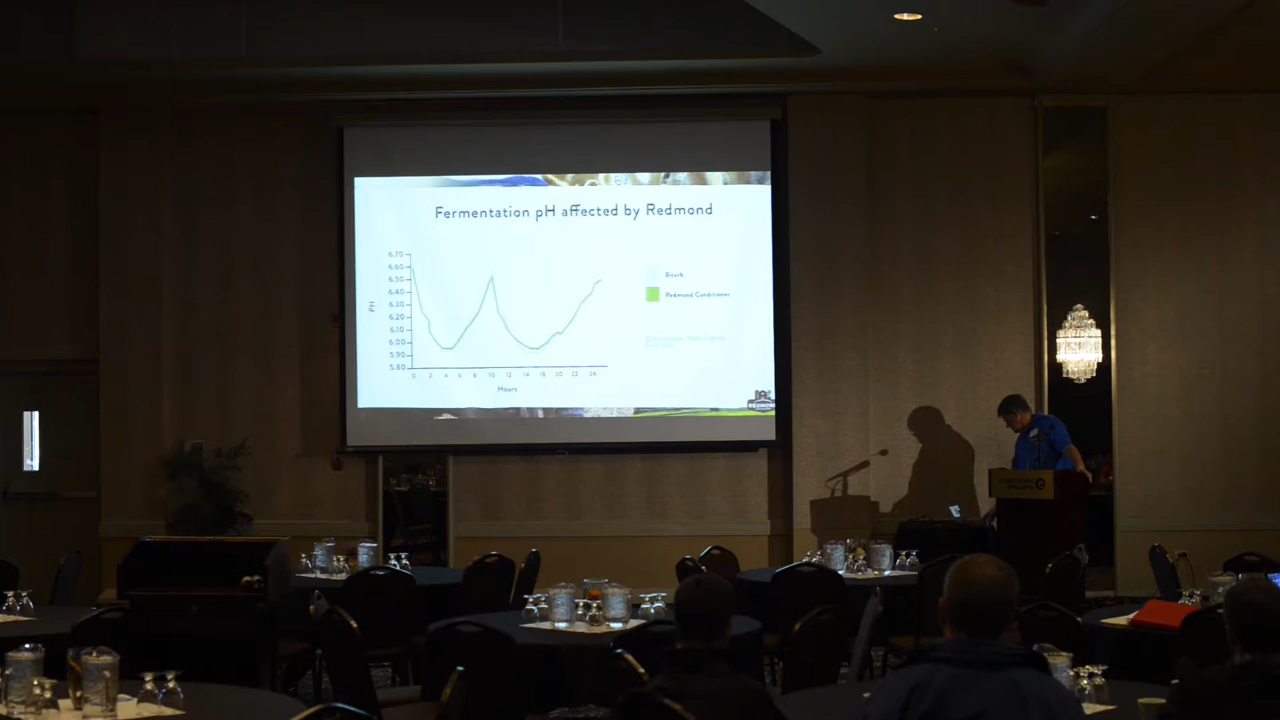 Fermentation pH affected by Redmond
6.70
6.60
6.50
6.40
6.30
6.20
6.10
6.00
5.90
5.80
pH
0 2 4 6 8 10 12 14 16 18 20 22 24
Hours
Bicarb
Redmond Conditioner
REDMOND